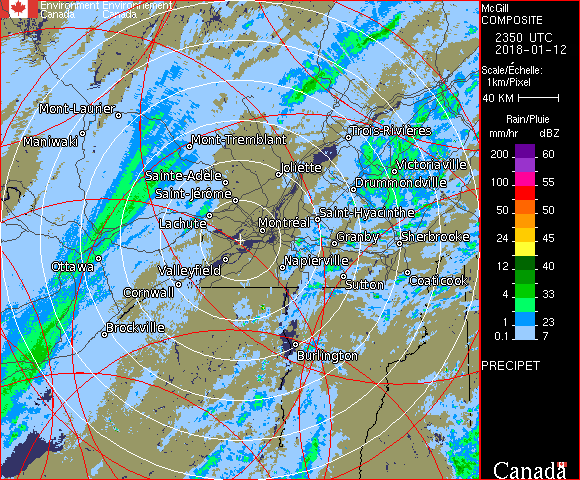 Environment Environnement
Canada Canada
McGill
COMPOSITE
2350 UTC
2018-01-12
Scale/Échelle:
1km/Pixel
40 KM
Rain/Pluie
mm/hr dBZ
200 60
100 55
50 50
24 45
12 40
4 33
1 23
0.1 7
PRECIPET
Canada
Mont-Laurier
Maniwaki
Mont-Tremblant
Trois-Rivières
Joliette
Victoriaville
Sainte-Adele
Drummondville
Saint-Jérôme
Saint-Hyacinthe
Lachute
Montréal
Granby
Sherbrooke
Ottawa
Valleyfield
Napierville
Sutton
Coaticook
Cornwall
Brockville
Burlington